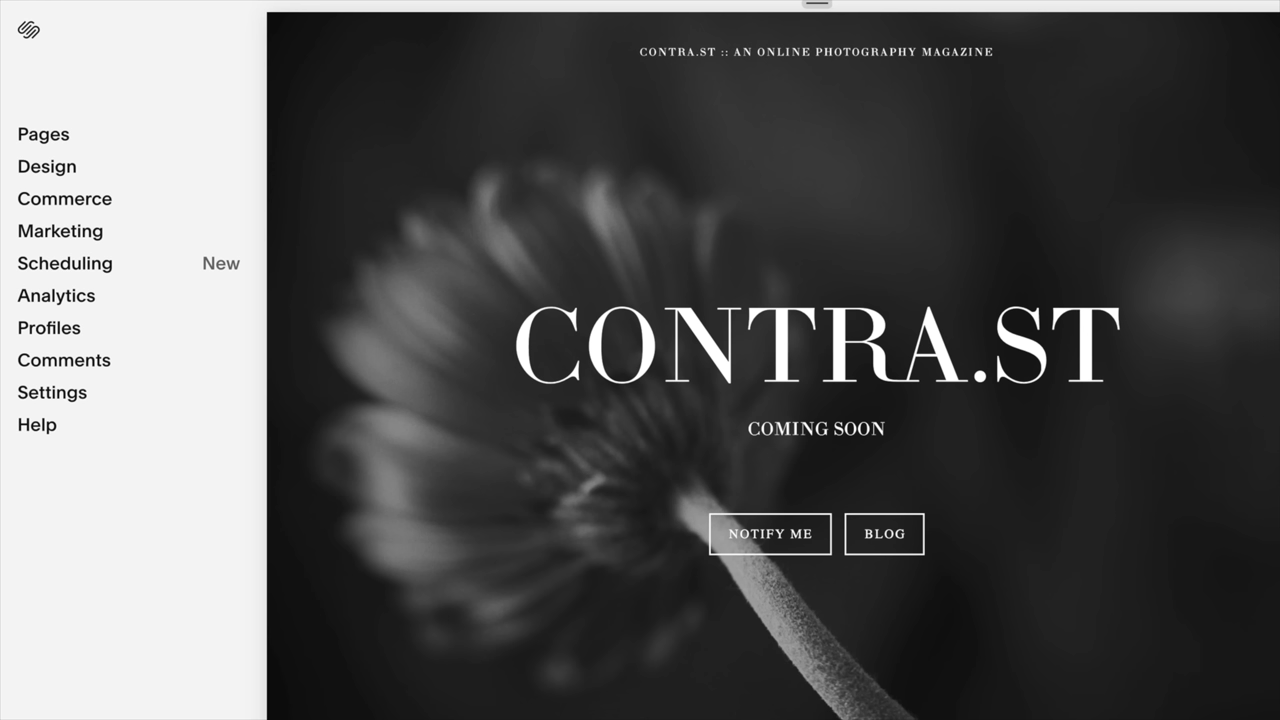 Pages
Design
Commerce
Marketing
Scheduling New
Analytics
Profiles
Comments
Settings
Help
CONTRA.ST :: AN ONLINE PHOTOGRAPHY MAGAZINE
CONTRA.ST
COMING SOON
NOTIFY ME BLOG